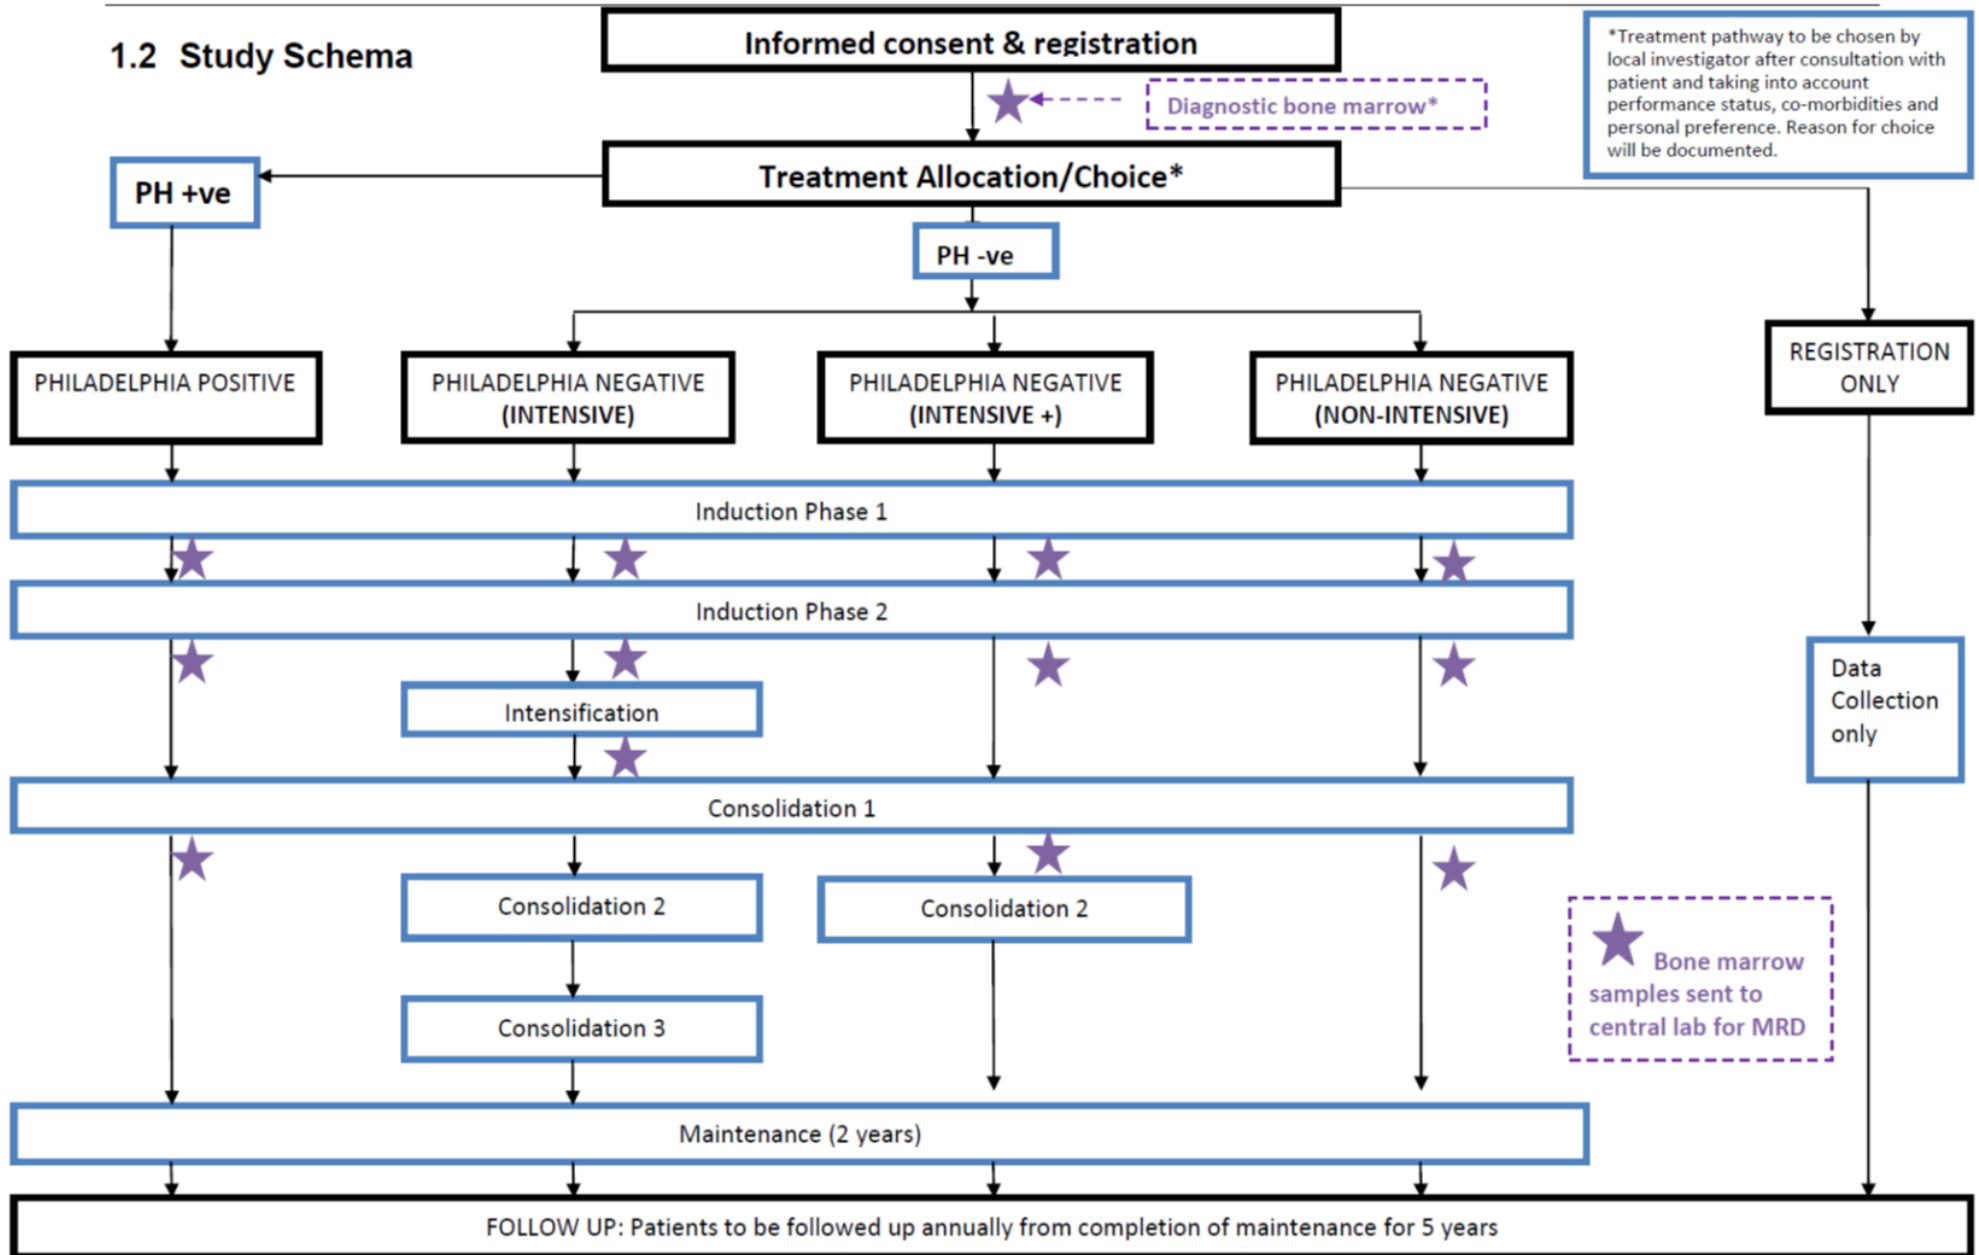 1.2 Study Schema
Informed consent & registration
*Treatment pathway to be chosen by
local investigator after consultation with
patient and taking into account
performance status, co-morbidities and
personal preference. Reason for choice
will be documented.
Diagnostic bone marrow*
Treatment Allocation/Choice*
PH +ve
PH -ve
PHILADELPHIA POSITIVE
PHILADELPHIA NEGATIVE
(INTENSIVE)
PHILADELPHIA NEGATIVE
(INTENSIVE +)
PHILADELPHIA NEGATIVE
(NON-INTENSIVE)
REGISTRATION
ONLY
Induction Phase 1
Induction Phase 2
Intensification
Data
Collection
only
Consolidation 1
Consolidation 2
Consolidation 2
Bone marrow
samples sent to
central lab for MRD
Consolidation 3
Maintenance (2 years)
FOLLOW UP: Patients to be followed up annually from completion of maintenance for 5 years